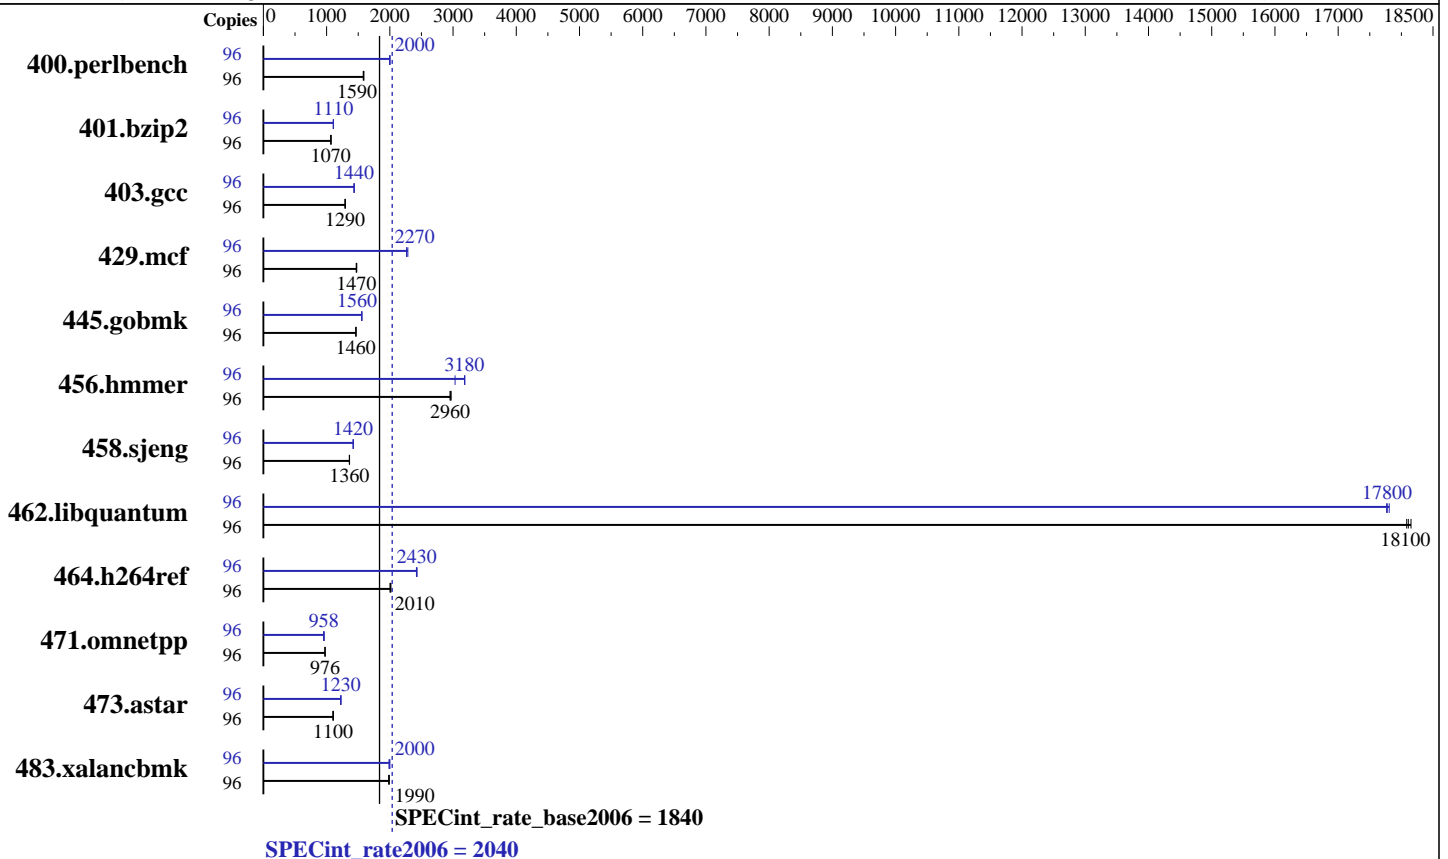 Copies 0 1000 2000 3000 4000 5000 6000 7000 8000 9000 10000 11000 12000 13000 14000 15000 16000 17000 18500
400.perlbench 96 2000
96 1590
401.bzip2 96 1110
96 1070
403.gcc 96 1440
96 1290
429.mcf 96 2270
96 1470
445.gobmk 96 1560
96 1460
456.hmmer 96 3180
96 2960
458.sjeng 96 1420
96 1360
462.libquantum 96 17800
96 18100
464.h264ref 96 2430
96 2010
471.omnetpp 96 958
96 976
473.astar 96 1230
96 1100
483.xalancbmk 96 2000
96 1990
SPECint_rate_base2006 = 1840
SPECint_rate2006 = 2040